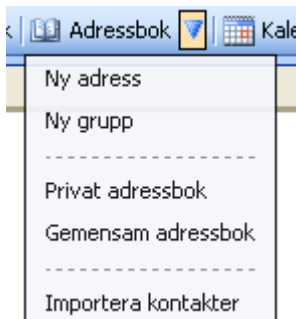 k Adressbok Kale
Ny adress
Ny grupp
Privat adressbok
Gemensam adressbok
Importera kontakter